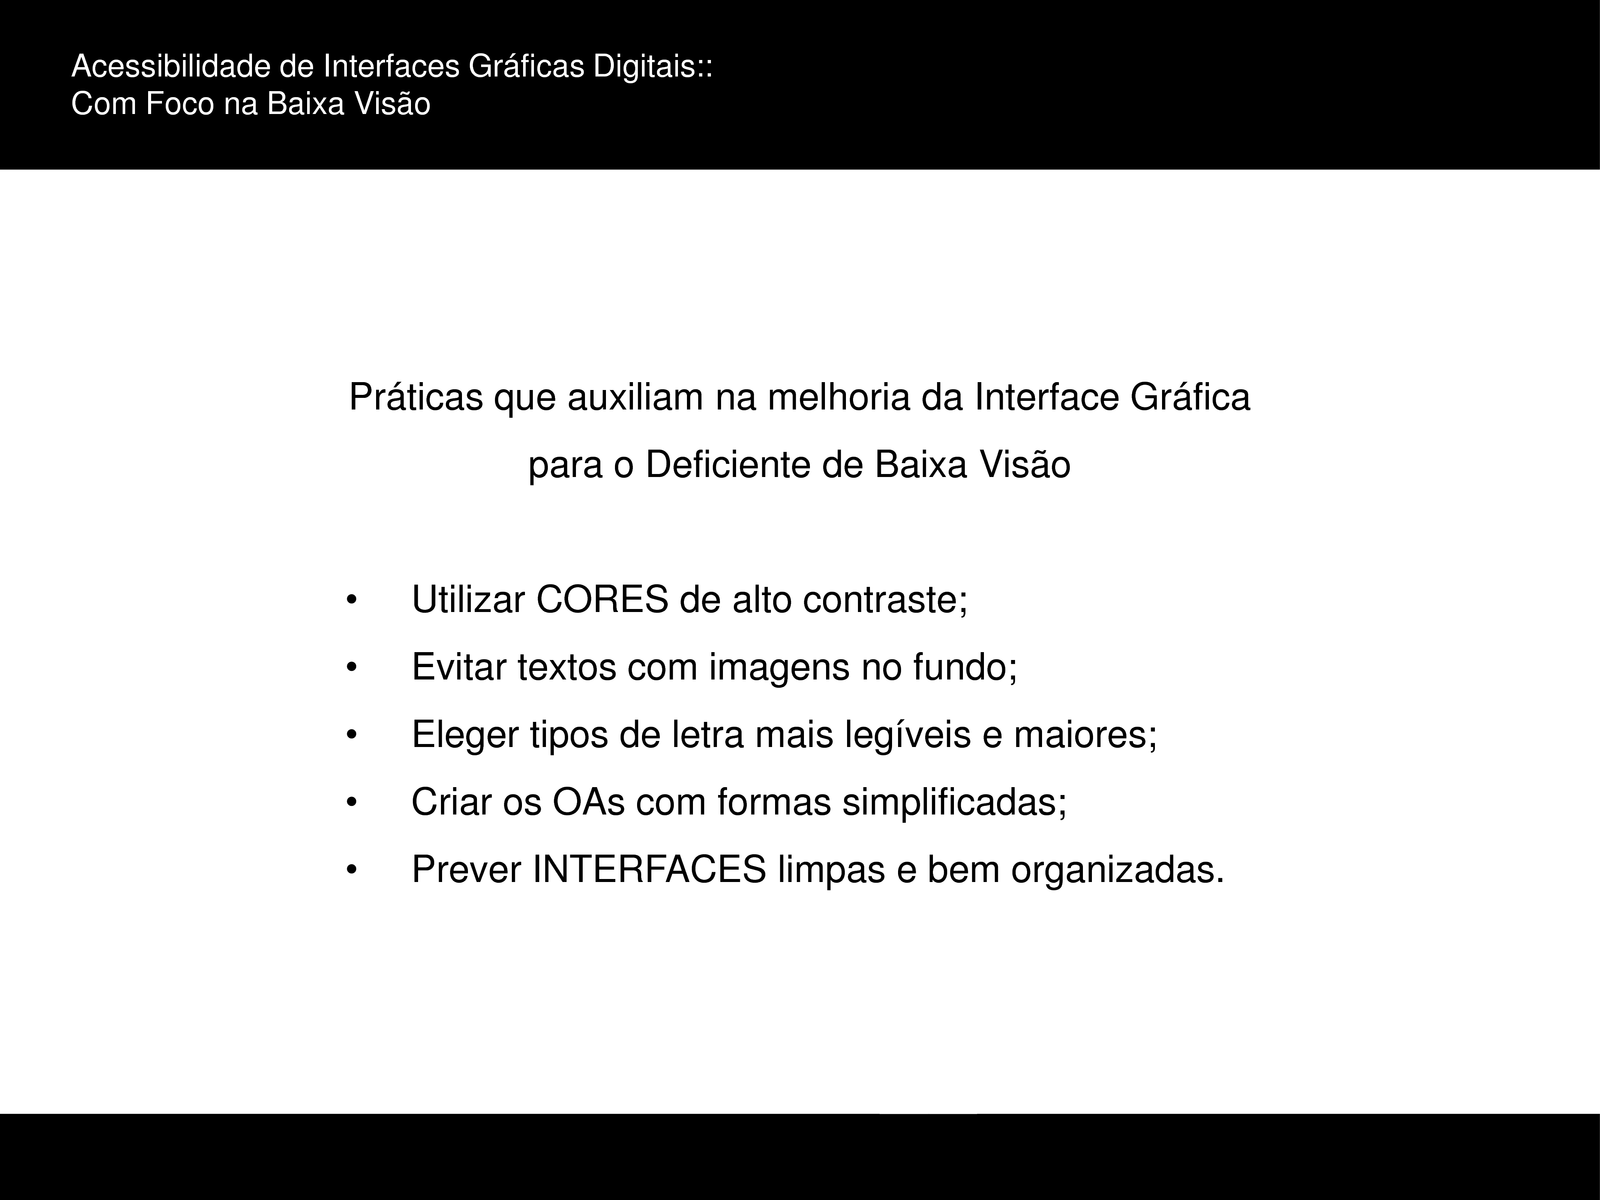 Acessibilidade de Interfaces Gráficas Digitais::
Com Foco na Baixa Visão
Práticas que auxiliam na melhoria da Interface Gráfica
para o Deficiente de Baixa Visão
• Utilizar CORES de alto contraste;
• Evitar textos com imagens no fundo;
• Eleger tipos de letra mais legíveis e maiores;
• Criar os OAs com formas simplificadas;
• Prever INTERFACES limpas e bem organizadas.